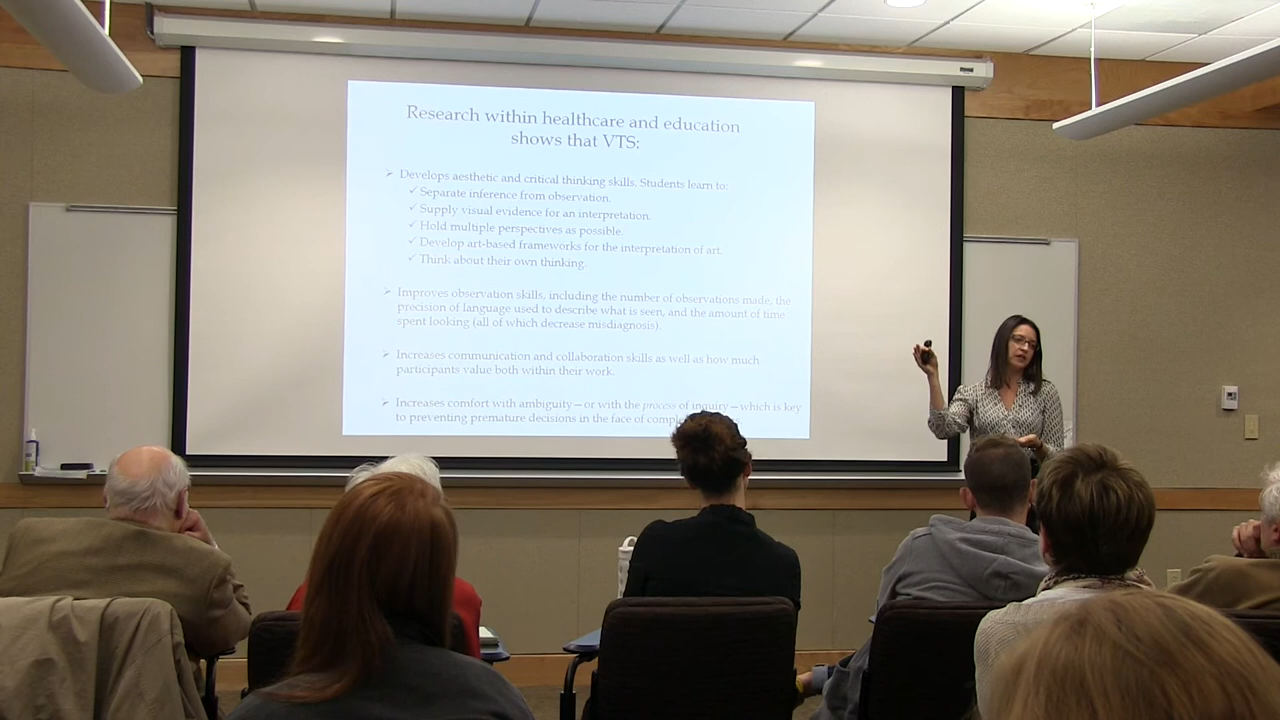 Research within healthcare and education
shows that VTS:
➢ Develops aesthetic and critical thinking skills. Students learn to:
✓ Separate inference from observation.
✓ Supply visual evidence for an interpretation.
✓ Hold multiple perspectives as possible.
✓ Develop art-based frameworks for the interpretation of art.
✓ Think about their own thinking.
➢ Improves observation skills, including the number of observations made, the
precision of language used to describe what is seen, and the amount of time
spent looking (all of which decrease misdiagnosis).
➢ Increases communication and collaboration skills as well as how much
participants value both within their work.
➢ Increases comfort with ambiguity—or with the process of inquiry—which is key
to preventing premature decisions in the face of